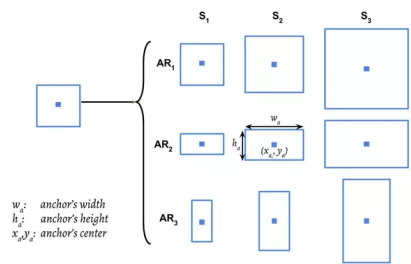 S1 S2 S3
AR1
wa
AR2
ha
(xa, ya)
wa: anchor's width
ha: anchor's height
xa,ya: anchor's center
AR3